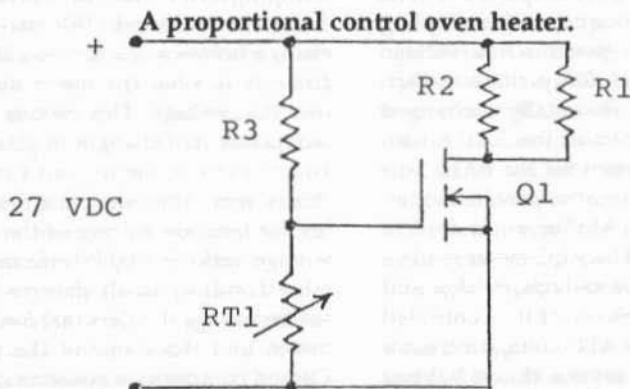 A proportional control oven heater.
+
R2
R1
R3
Q1
27 VDC
RT1